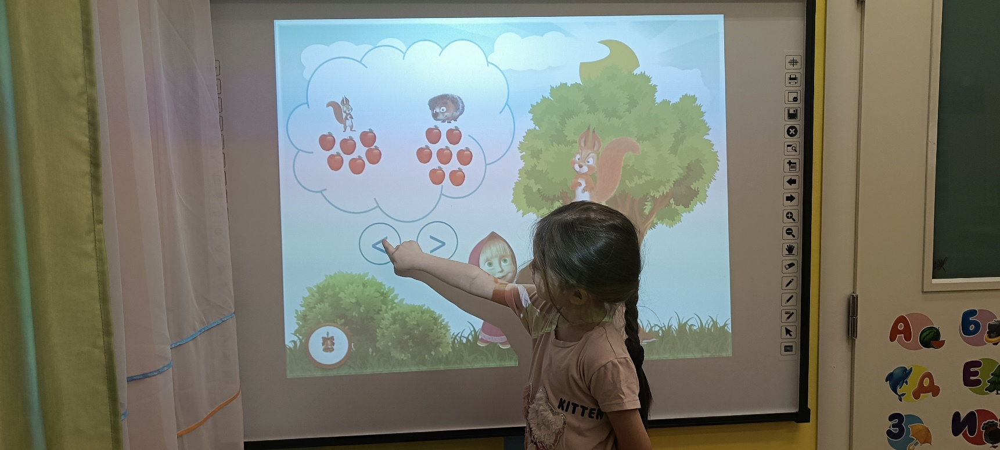 < >
KITTEN
А Б
Д Е
З И